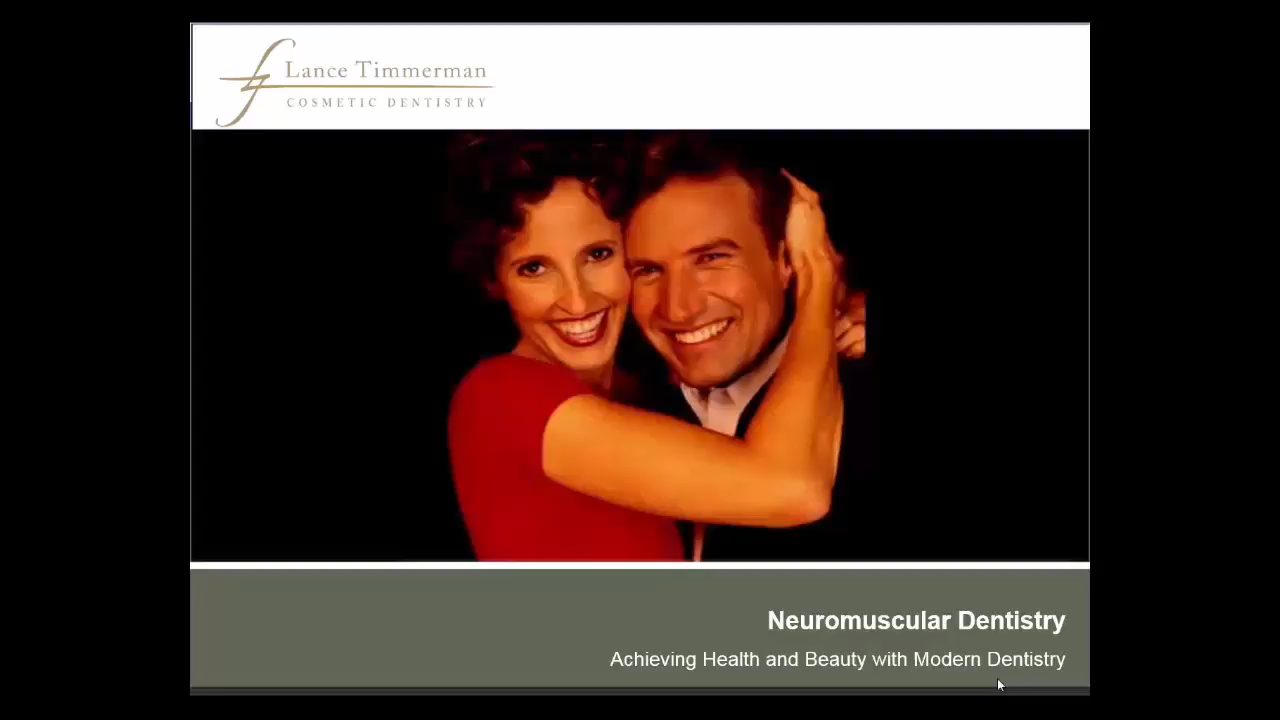 Lance Timmerman
COSMETIC DENTISTRY
Neuromuscular Dentistry
Achieving Health and Beauty with Modern Dentistry